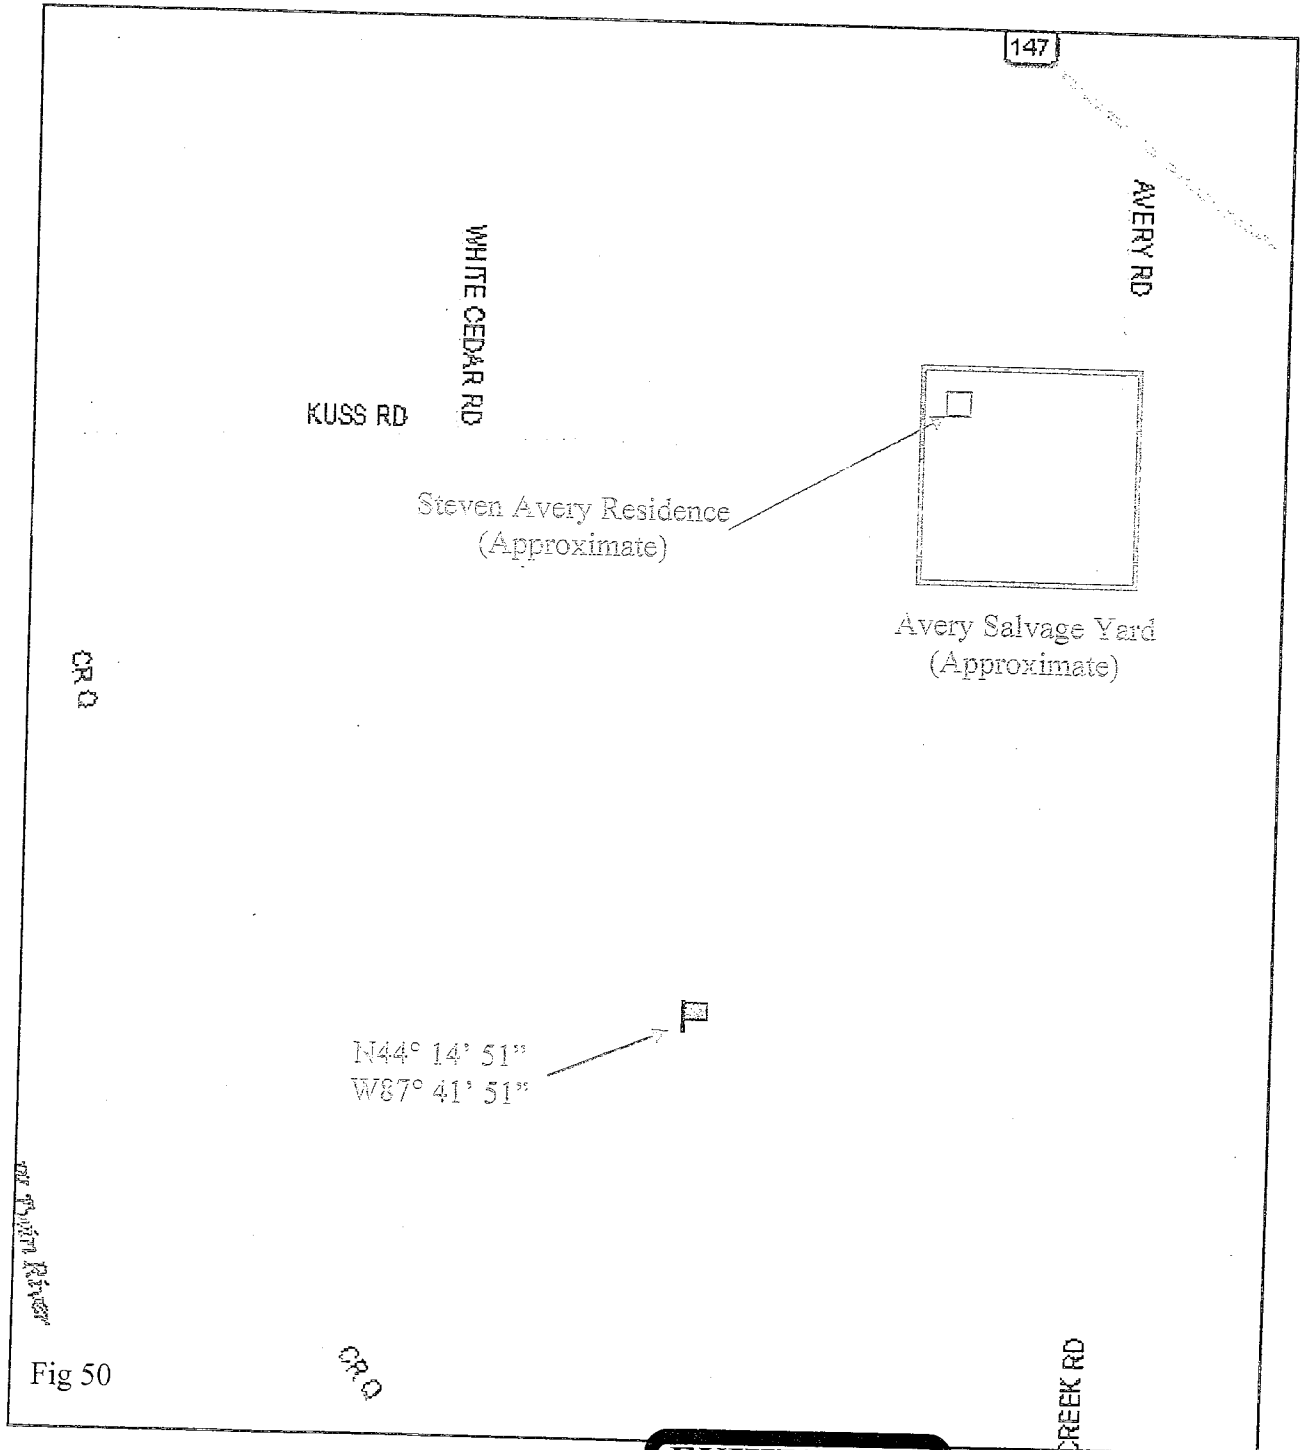 147
AVERY RD
WHITE CEDAR RD
KUSS RD
Steven Avery Residence
(Approximate)
Avery Salvage Yard
(Approximate)
CR Q
N44° 14’ 51”
W87° 41’ 51”
River
Fig 50
CR Q
CREEK RD